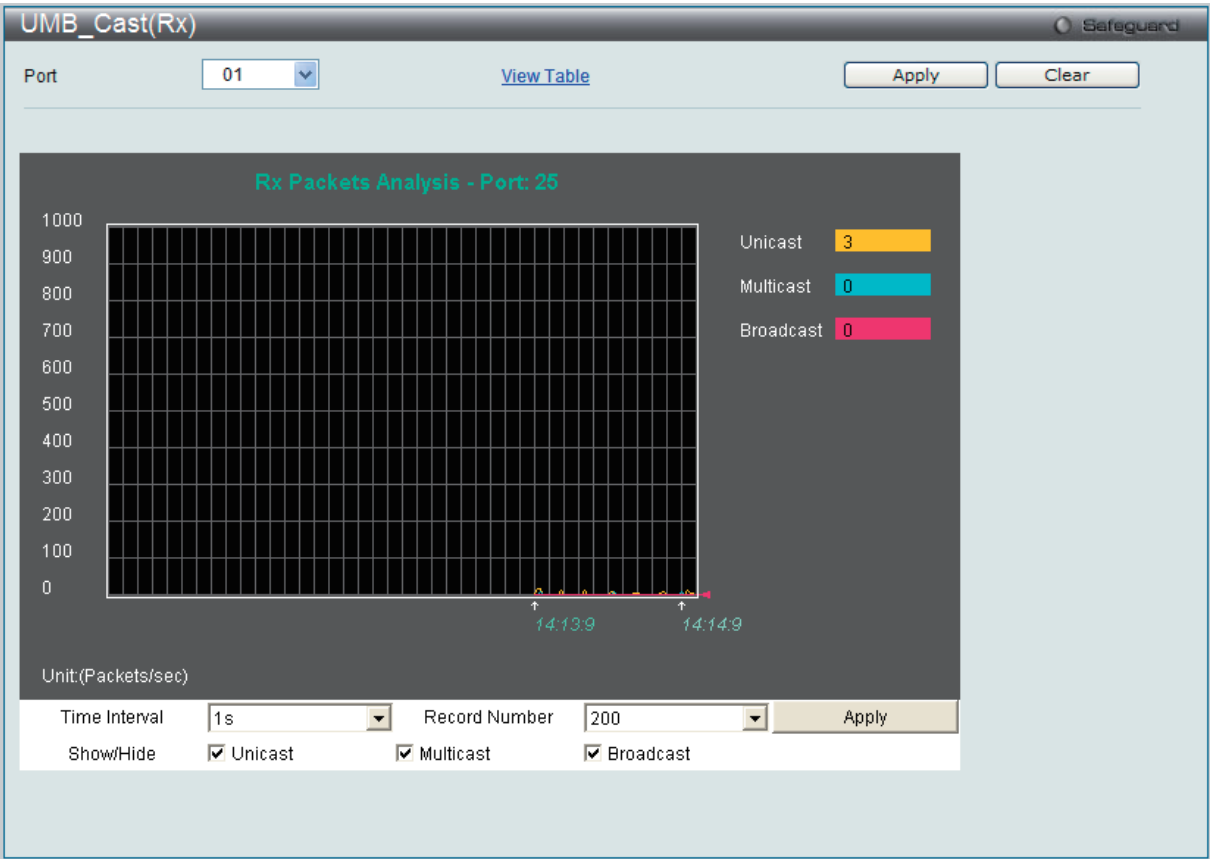 UMB_Cast(Rx)
Safeguard
Port
01
View Table
Apply
Clear
Rx Packets Analysis - Port: 25
1000
900
800
700
600
500
400
300
200
100
0
Unicast 3
Multicast 0
Broadcast 0
14:13:9
14:14:9
Unit:(Packets/sec)
Time Interval
1s
Record Number
200
Apply
Show/Hide
Unicast
Multicast
Broadcast